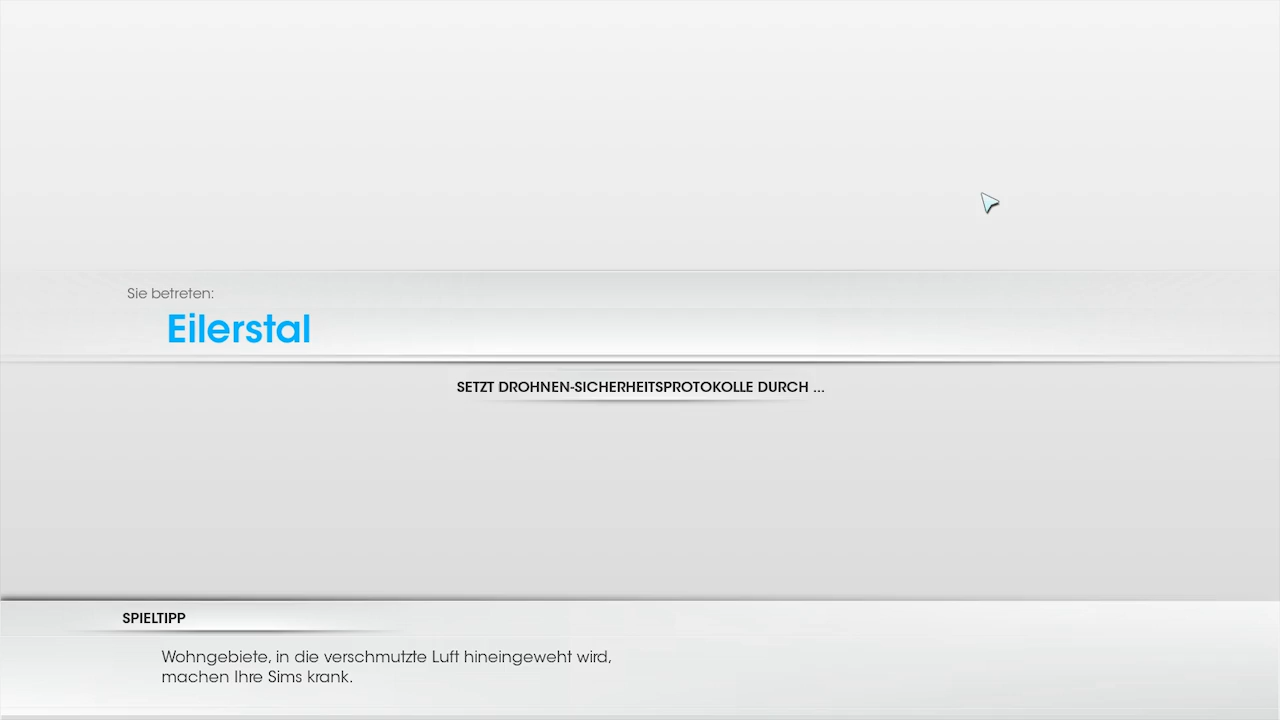 Sie betreten:
Eilerstal
SETZT DROHNEN-SICHERHEITSPROTOKOLLE DURCH ...
SPIELTIPP
Wohngebiete, in die verschmutzte Luft hineingeweht wird,
machen Ihre Sims krank.